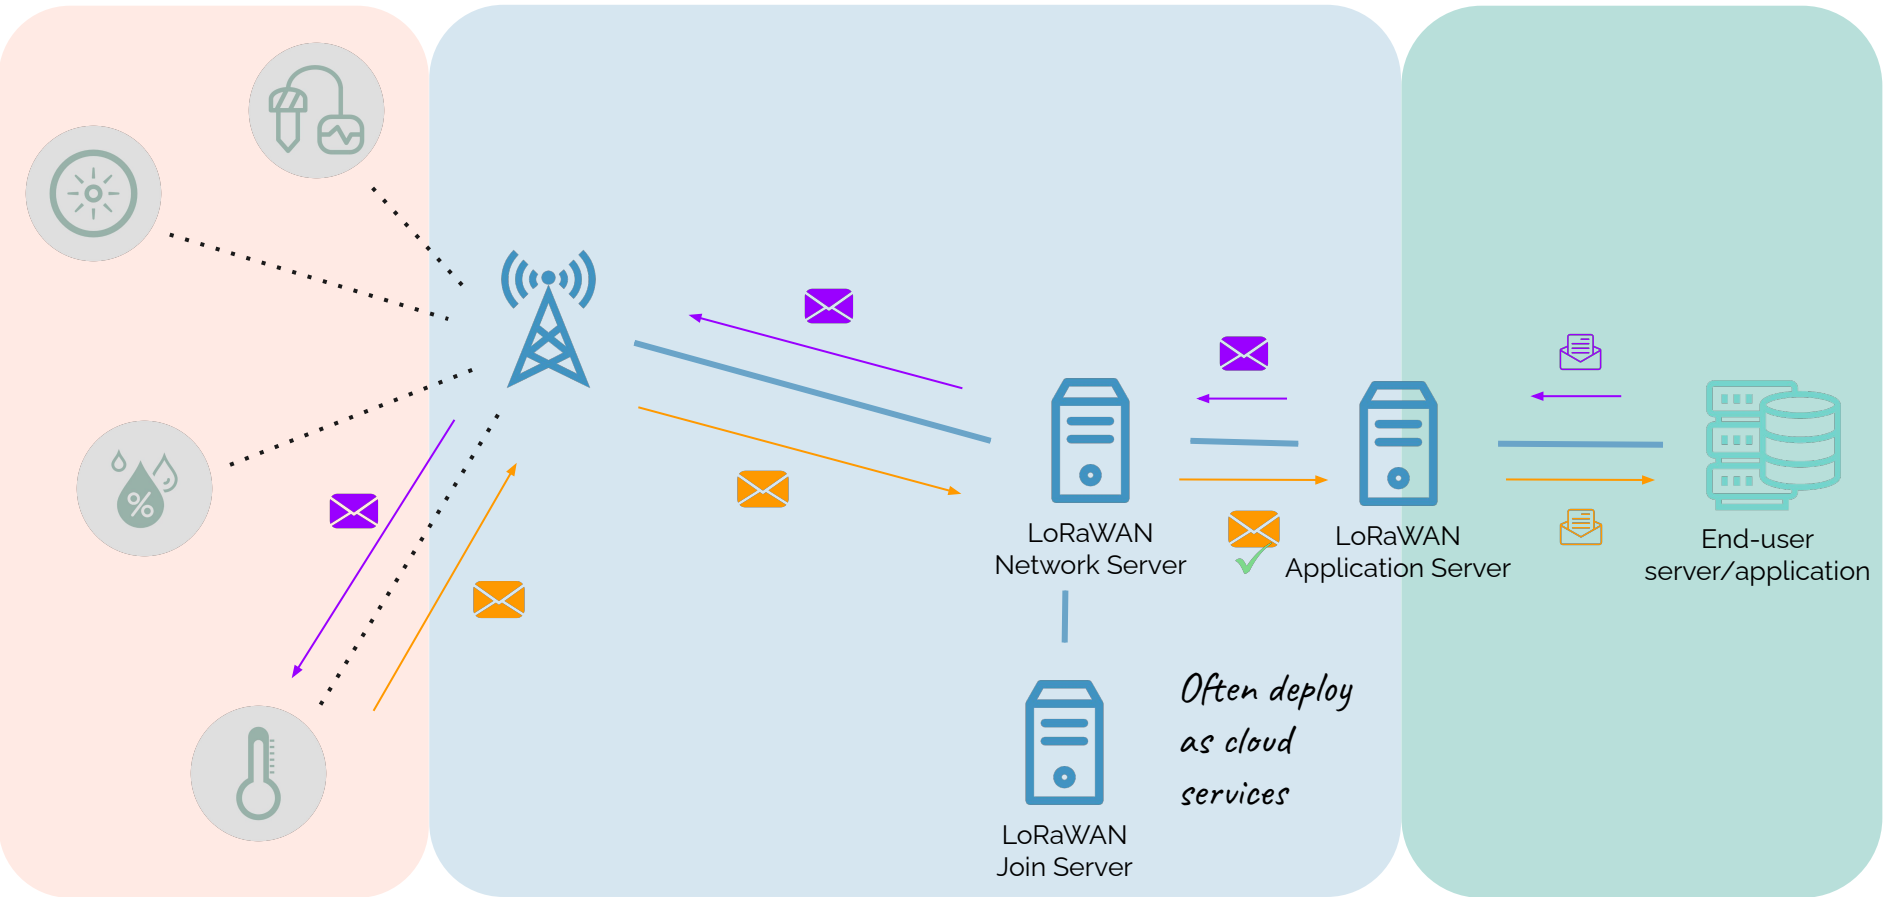 %
LoRaWAN
Network Server
LoRaWAN
Application Server
End-user
server/application
Often deploy
as cloud
services
LoRaWAN
Join Server